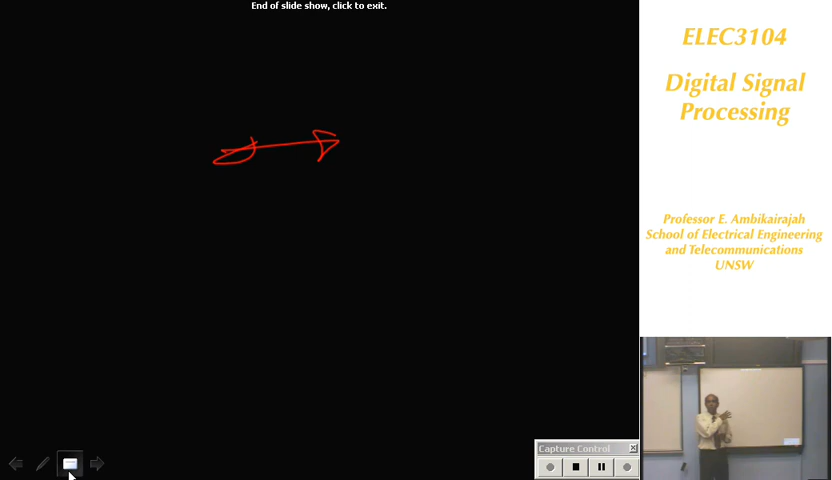 End of slide show, click to exit.
ELEC3104
Digital Signal
Processing
Professor E. Ambikairajah
School of Electrical Engineering
and Telecommunications
UNSW
Capture Control